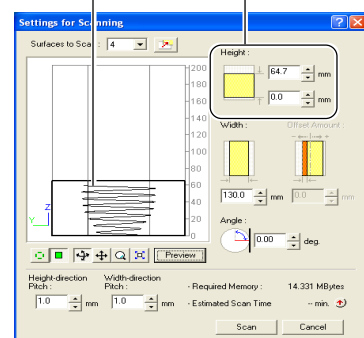 Settings for Scanning
Surfaces to Scan: 4
Height :
64.7 mm
0.0 mm
200
180
160
140
120
100
80
60
40
20
0
Z
Y
Width :
Offset Amount :
130.0 mm
0.0 mm
Angle :
0.00 deg.
Preview
Height-direction Pitch :
1.0 mm
Width-direction Pitch :
1.0 mm
- Required Memory : 14.331 MBytes
- Estimated Scan Time -- min.
Scan
Cancel